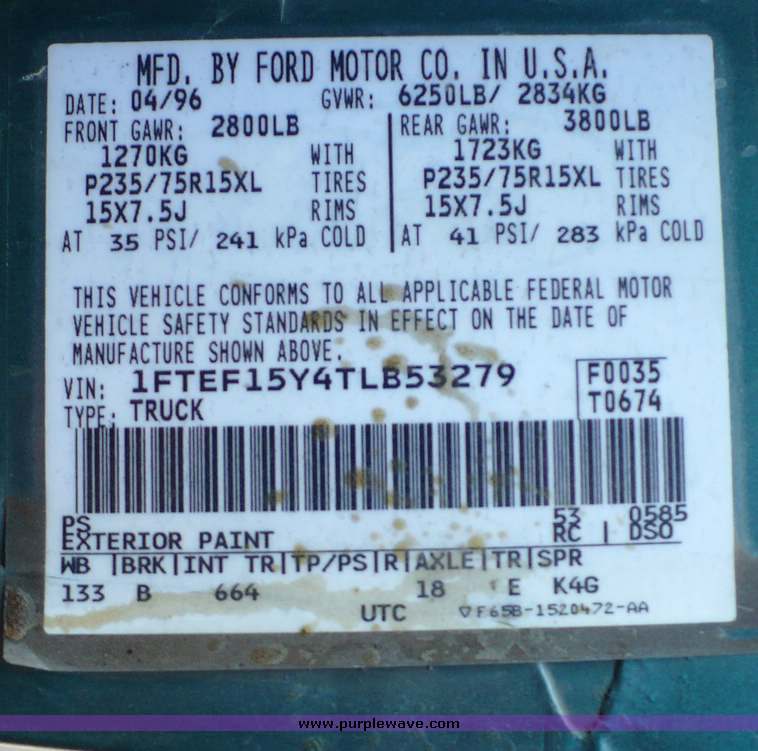 MFD. BY FORD MOTOR CO. IN U.S.A.
DATE: 04/96 GVWR: 6250LB/ 2834KG
FRONT GAWR: 2800LB REAR GAWR: 3800LB
1270KG WITH 1723KG WITH
P235/75R15XL TIRES P235/75R15XL TIRES
15X7.5J RIMS 15X7.5J RIMS
AT 35 PSI/ 241 kPa COLD AT 41 PSI/ 283 kPa COLD
THIS VEHICLE CONFORMS TO ALL APPLICABLE FEDERAL MOTOR
VEHICLE SAFETY STANDARDS IN EFFECT ON THE DATE OF
MANUFACTURE SHOWN ABOVE.
VIN: 1FTEF15Y4TLB53279 F0035
TYPE: TRUCK T0674
PS 53 0585
EXTERIOR PAINT RC | DSO
WB |BRK|INT TR|TP/PS|R|AXLE|TR|SPR
133 B 664 18 E K4G
UTC ▽F65B-1520472-AA
www.purplewave.com